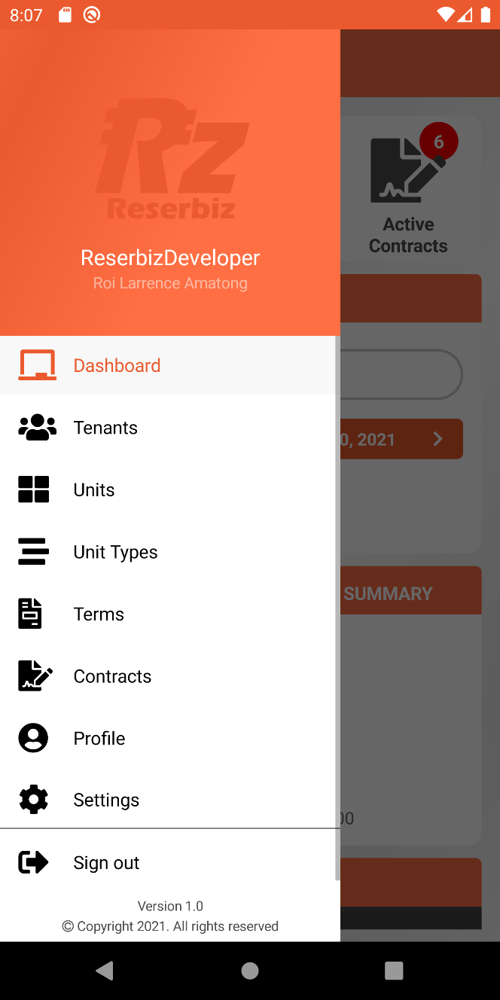 8:07
Rz
Reserbiz
ReserbizDeveloper
Roi Larrence Amatong
Dashboard
Tenants
Units
Unit Types
Terms
Contracts
Profile
Settings
Sign out
Version 1.0
© Copyright 2021. All rights reserved
6
Active
Contracts
0, 2021
SUMMARY
00